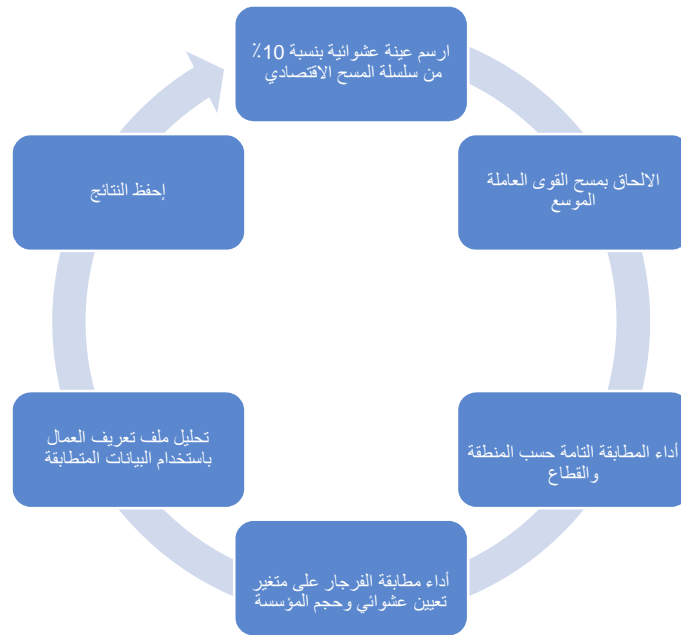 ارسم عينة عشوائية بنسبة 10٪
من سلسلة المسح الاقتصادي
الالحاق بمسح القوى العاملة
الموسع
أداء المطابقة التامة حسب المنطقة
والقطاع
أداء مطابقة الفرجار على متغير
تعيين عشوائي وحجم المؤسسة
تحليل ملف تعريف العمال
باستخدام البيانات المتطابقة
إحفظ النتائج